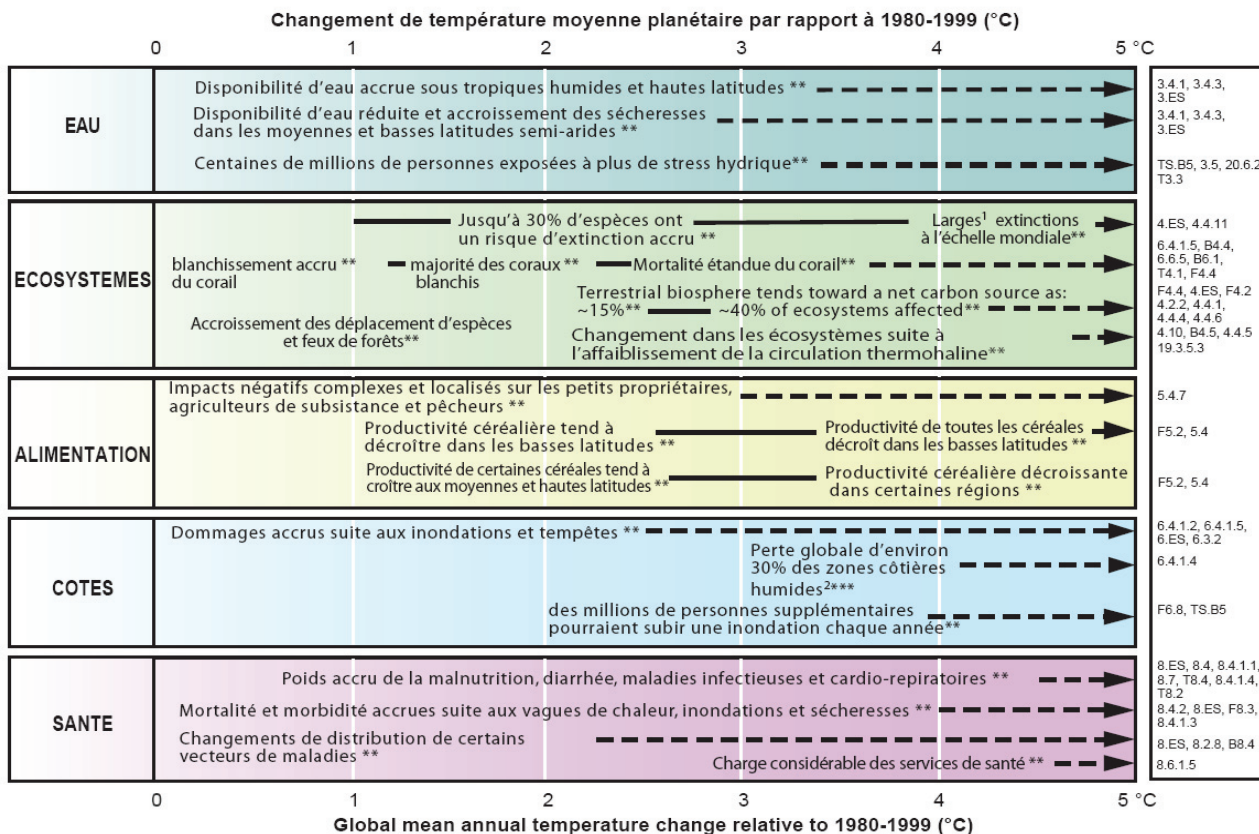 Changement de température moyenne planétaire par rapport à 1980-1999 (°C)
0 1 2 3 4 5 °C
EAU
Disponibilité d'eau accrue sous tropiques humides et hautes latitudes **
Disponibilité d'eau réduite et accroissement des sécheresses
dans les moyennes et basses latitudes semi-arides **
Centaines de millions de personnes exposées à plus de stress hydrique**
3.4.1, 3.4.3,
3.ES
3.4.1, 3.4.3,
3.ES
TS.B5, 3.5, 20.6.2
T3.3
ECOSYSTEMES
Jusqu'à 30% d'espèces ont
un risque d'extinction accru **
Larges¹ extinctions
à l'échelle mondiale**
blanchissement accru **
du corail
majorité des coraux **
blanchis
Mortalité étandue du corail**
Terrestrial biosphere tends toward a net carbon source as:
~15%** ~40% of ecosystems affected**
Accroissement des déplacement d'espèces
et feux de forêts**
Changement dans les écosystèmes suite à
l'affaiblissement de la circulation thermohaline**
4.ES, 4.4.11
6.4.1.5, B4.4,
6.6.5, B6.1,
T4.1, F4.4
F4.4, 4.ES, F4.2
4.2.2, 4.4.1,
4.4.4, 4.4.6
4.10, B4.5, 4.4.5
19.3.5.3
ALIMENTATION
Impacts négatifs complexes et localisés sur les petits propriétaires,
agriculteurs de subsistance et pêcheurs **
Productivité céréalière tend à
décroître dans les basses latitudes **
Productivité de toutes les céréales
décroît dans les basses latitudes **
Productivité de certaines céréales tend à
croître aux moyennes et hautes latitudes **
Productivité céréalière décroissante
dans certaines régions **
5.4.7
F5.2, 5.4
F5.2, 5.4
COTES
Dommages accrus suite aux inondations et tempêtes **
Perte globale d'environ
30% des zones côtières
humides²***
des millions de personnes supplémentaires
pourraient subir une inondation chaque année**
6.4.1.2, 6.4.1.5,
6.ES, 6.3.2
6.4.1.4
F6.8, TS.B5
SANTE
Poids accru de la malnutrition, diarrhée, maladies infectieuses et cardio-repiratoires **
Mortalité et morbidité accrues suite aux vagues de chaleur, inondations et sécheresses **
Changements de distribution de certains
vecteurs de maladies **
Charge considérable des services de santé **
8.ES, 8.4, 8.4.1.1,
8.7, T8.4, 8.4.1.4,
T8.2
8.4.2, 8.ES, F8.3,
8.4.1.3
8.ES, 8.2.8, B8.4
8.6.1.5
0 1 2 3 4 5 °C
Global mean annual temperature change relative to 1980-1999 (°C)